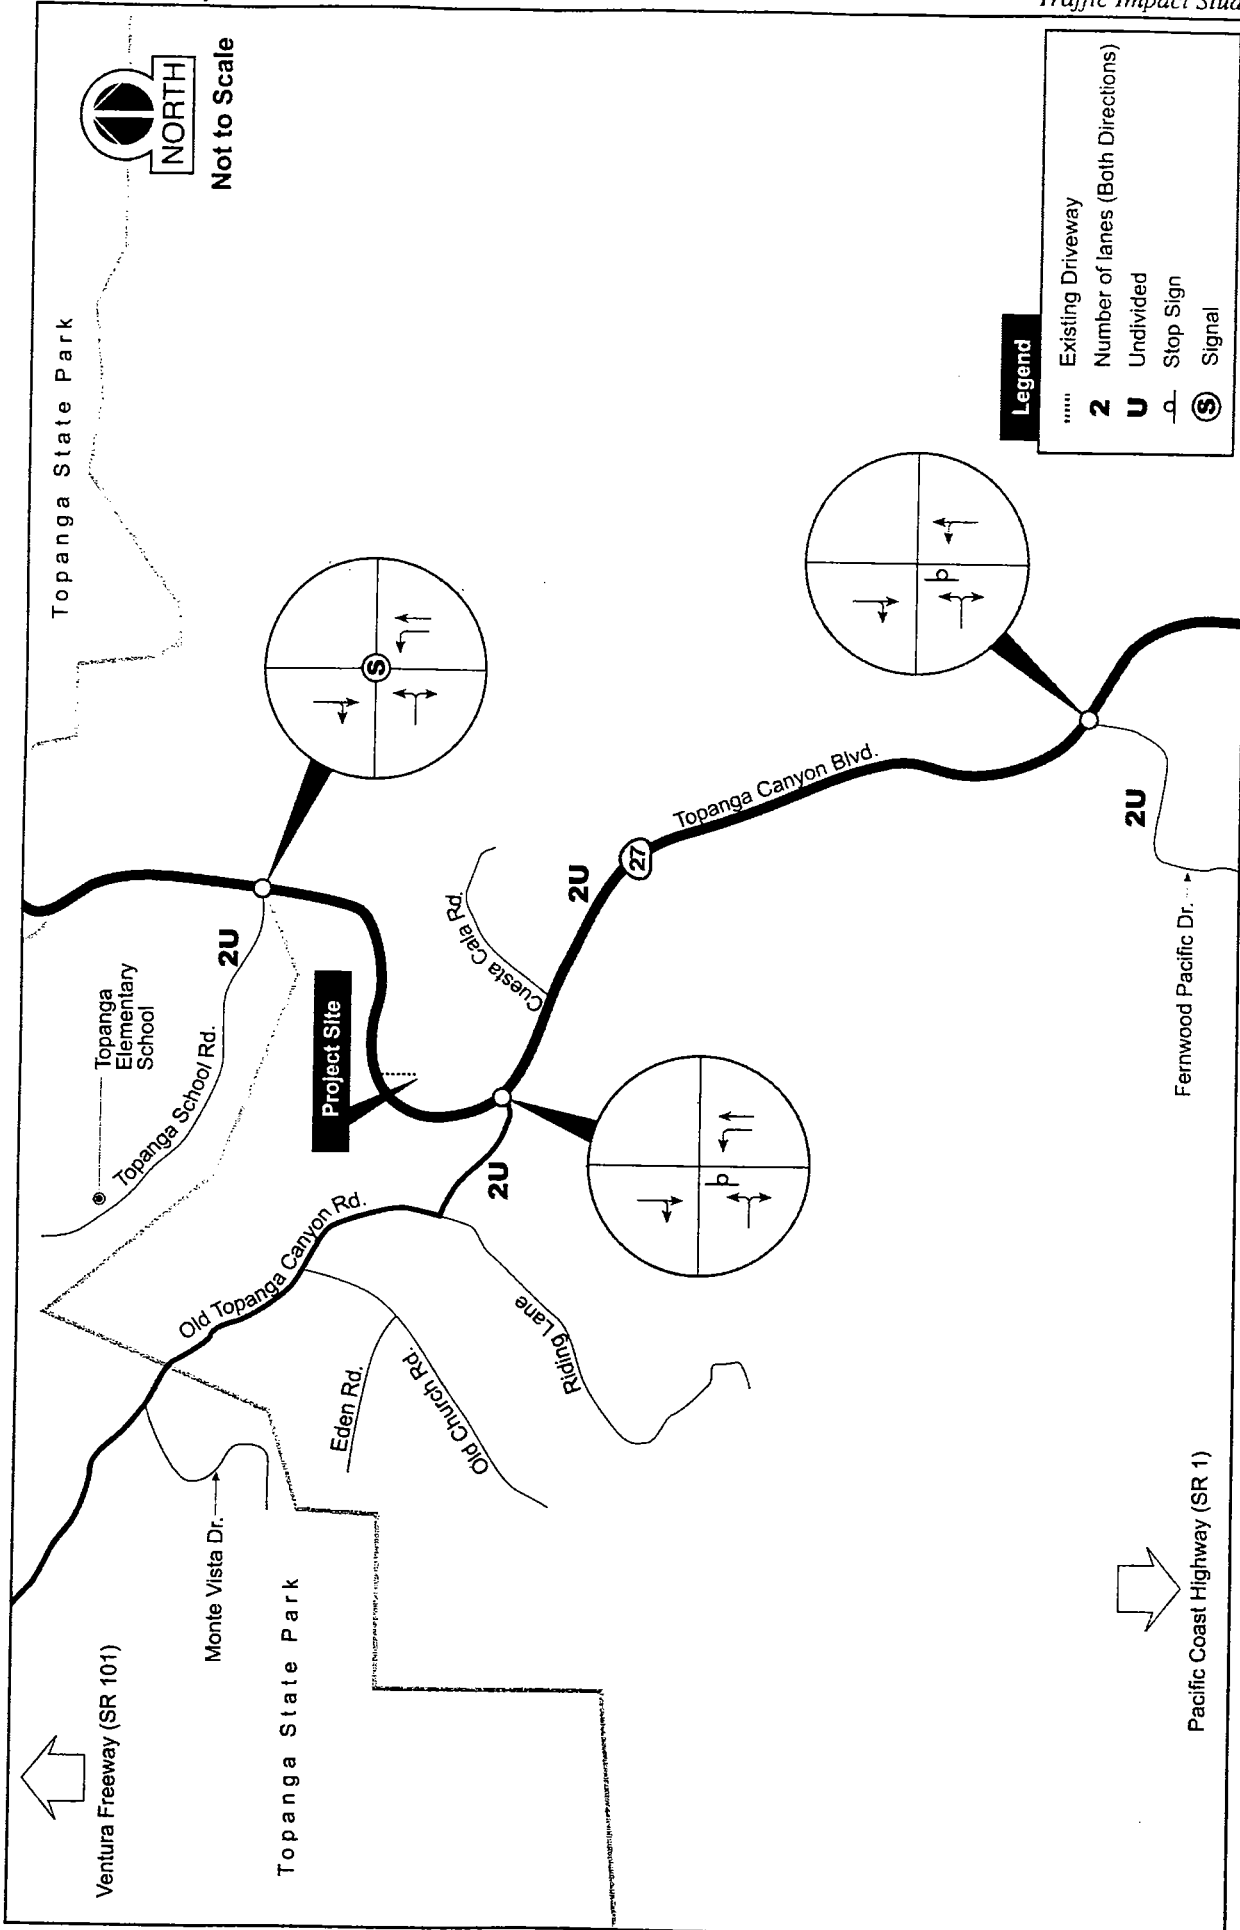 Traffic Impact Stud
NORTH
Not to Scale
Topanga State Park
Topanga
Elementary
School
Topanga School Rd.
2U
Project Site
Ventura Freeway (SR 101)
Monte Vista Dr.
Topanga State Park
Old Topanga Canyon Rd.
Eden Rd.
Old Church Rd.
Riding Lane
2U
S
Cuesta Cala Rd.
2U
27
Topanga Canyon Blvd.
2U
Fernwood Pacific Dr.
Pacific Coast Highway (SR 1)
Legend
Existing Driveway
2 Number of lanes (Both Directions)
U Undivided
Stop Sign
S Signal